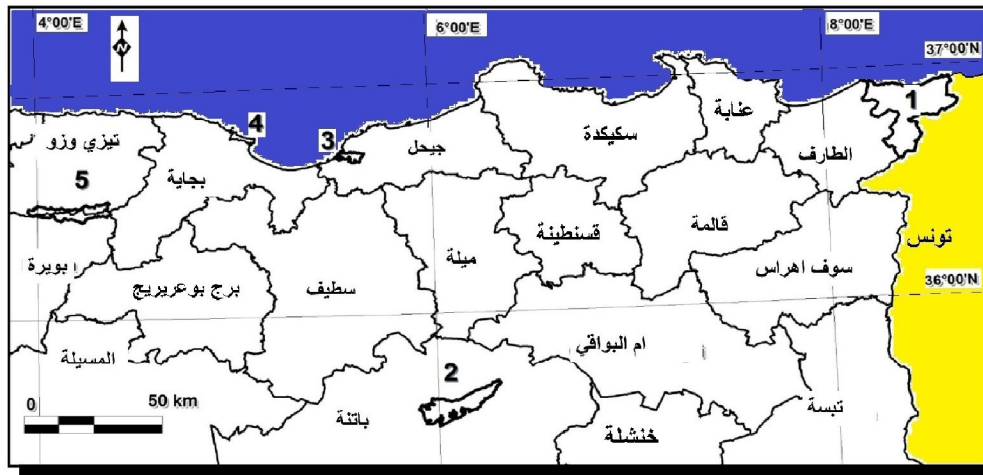 4°00'E
6°00'E
8°00'E
37°00'N
1
4
3
عنابة
سكيكدة
جيحل
الطارف
تيزي وزو
5
بجاية
قالمة
قسنطينة
تونس
ميلة
سوف اهراس
بويرة
برج بوعريريج
سطيف
36°00'N
ام البواقي
المسيلة
2
تبسة
باتنة
خنشلة
0 50 km
N